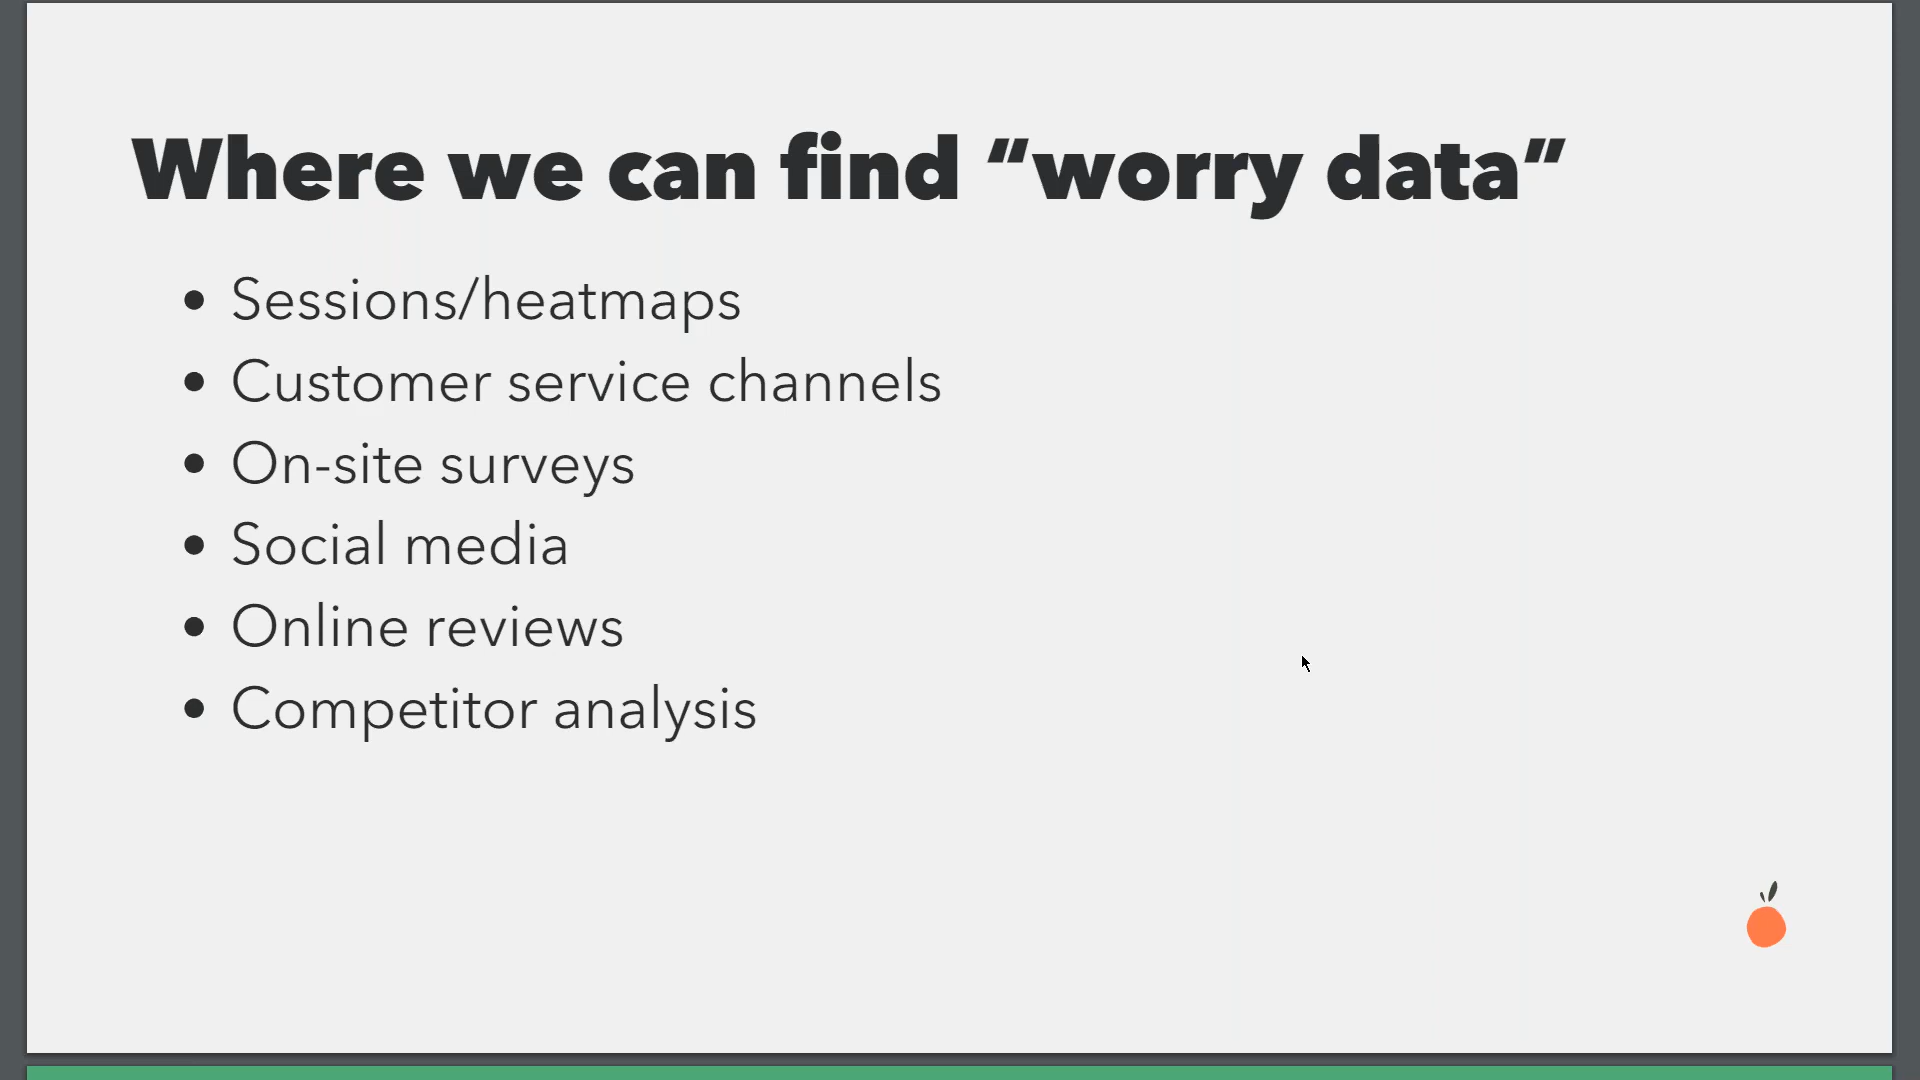 Where we can find “worry data”
• Sessions/heatmaps
• Customer service channels
• On-site surveys
• Social media
• Online reviews
• Competitor analysis